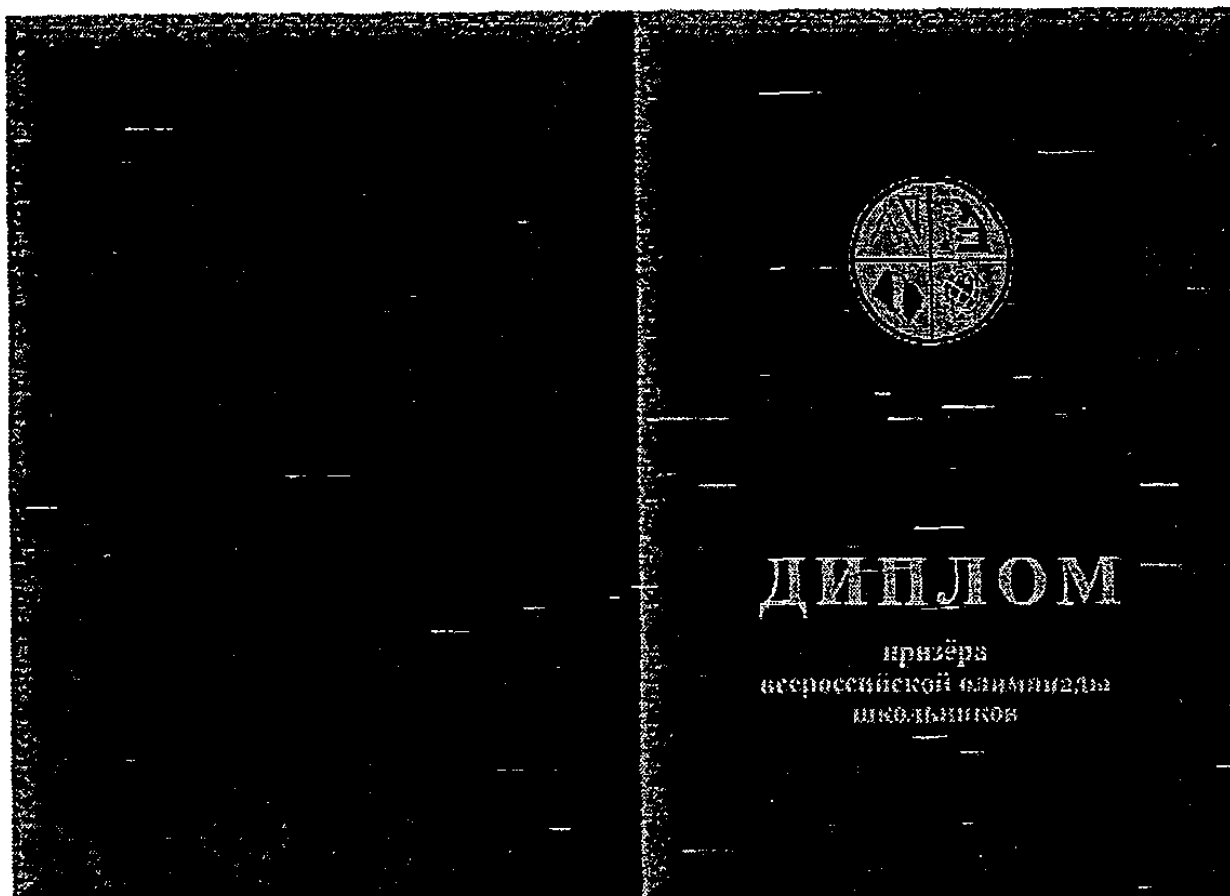 ДИПЛОМ
призёра
всероссийской олимпиады
школьников